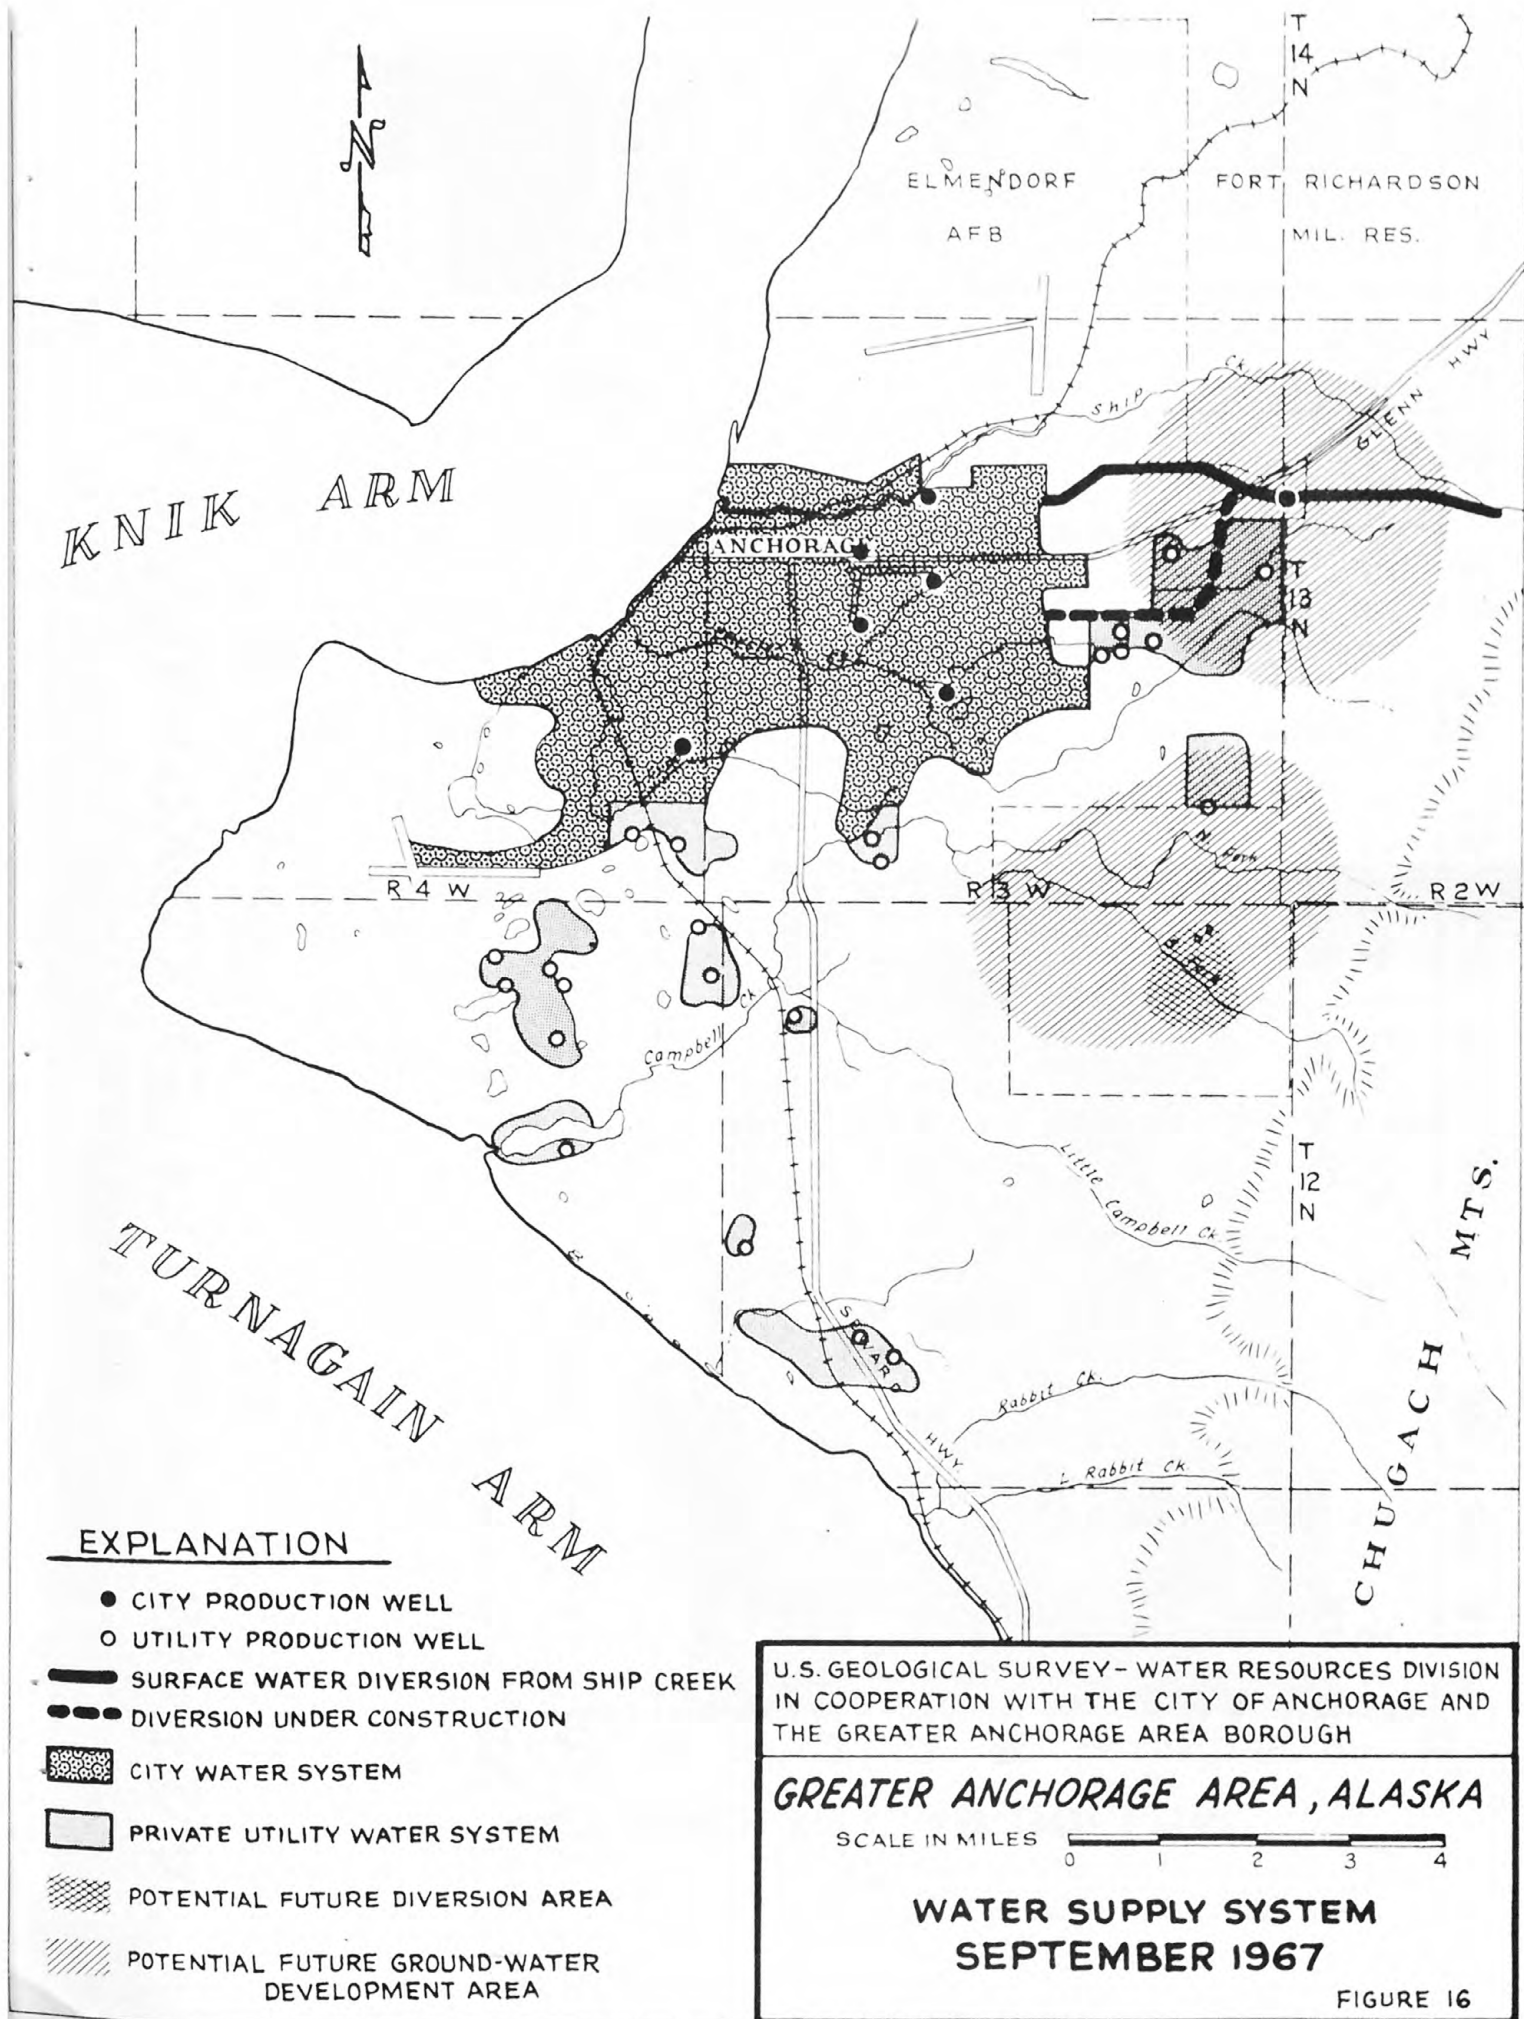 N
T
14
N
ELMENDORF
AFB
FORT RICHARDSON
MIL. RES.
GLENN HWY
Ship Ck.
KNIK ARM
ANCHORAGE
T
13
N
D
N Fork
R 4 W
R 3 W
R 2 W
Campbell Ck
Little Campbell Ck.
T
12
N
CHUGACH MTS.
TURNAGAIN ARM
SEWARD
HWY.
Rabbit Ck.
L Rabbit Ck.
EXPLANATION
CITY PRODUCTION WELL
UTILITY PRODUCTION WELL
SURFACE WATER DIVERSION FROM SHIP CREEK
DIVERSION UNDER CONSTRUCTION
CITY WATER SYSTEM
PRIVATE UTILITY WATER SYSTEM
POTENTIAL FUTURE DIVERSION AREA
POTENTIAL FUTURE GROUND-WATER
DEVELOPMENT AREA
U.S. GEOLOGICAL SURVEY - WATER RESOURCES DIVISION
IN COOPERATION WITH THE CITY OF ANCHORAGE AND
THE GREATER ANCHORAGE AREA BOROUGH
GREATER ANCHORAGE AREA, ALASKA
SCALE IN MILES
0 1 2 3 4
WATER SUPPLY SYSTEM
SEPTEMBER 1967
FIGURE 16